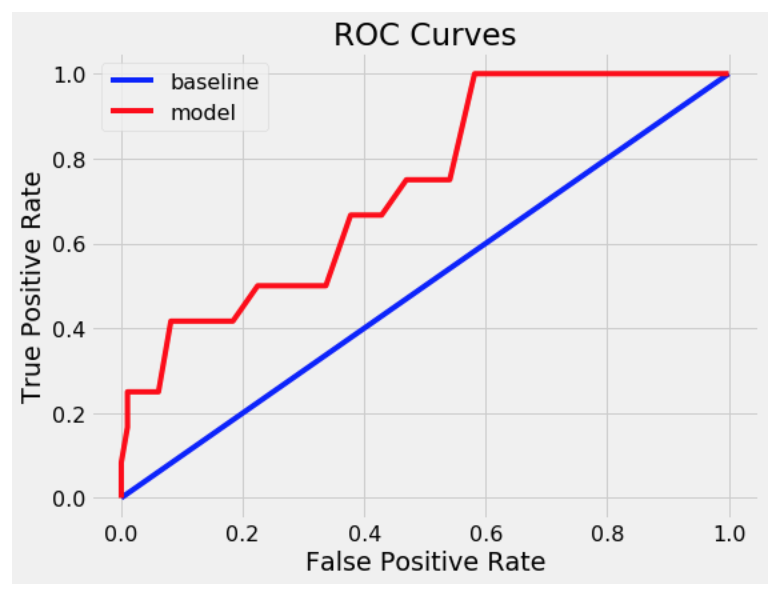 ROC Curves
baseline
model
1.0
0.8
0.6
0.4
0.2
0.0
True Positive Rate
0.0 0.2 0.4 0.6 0.8 1.0
False Positive Rate